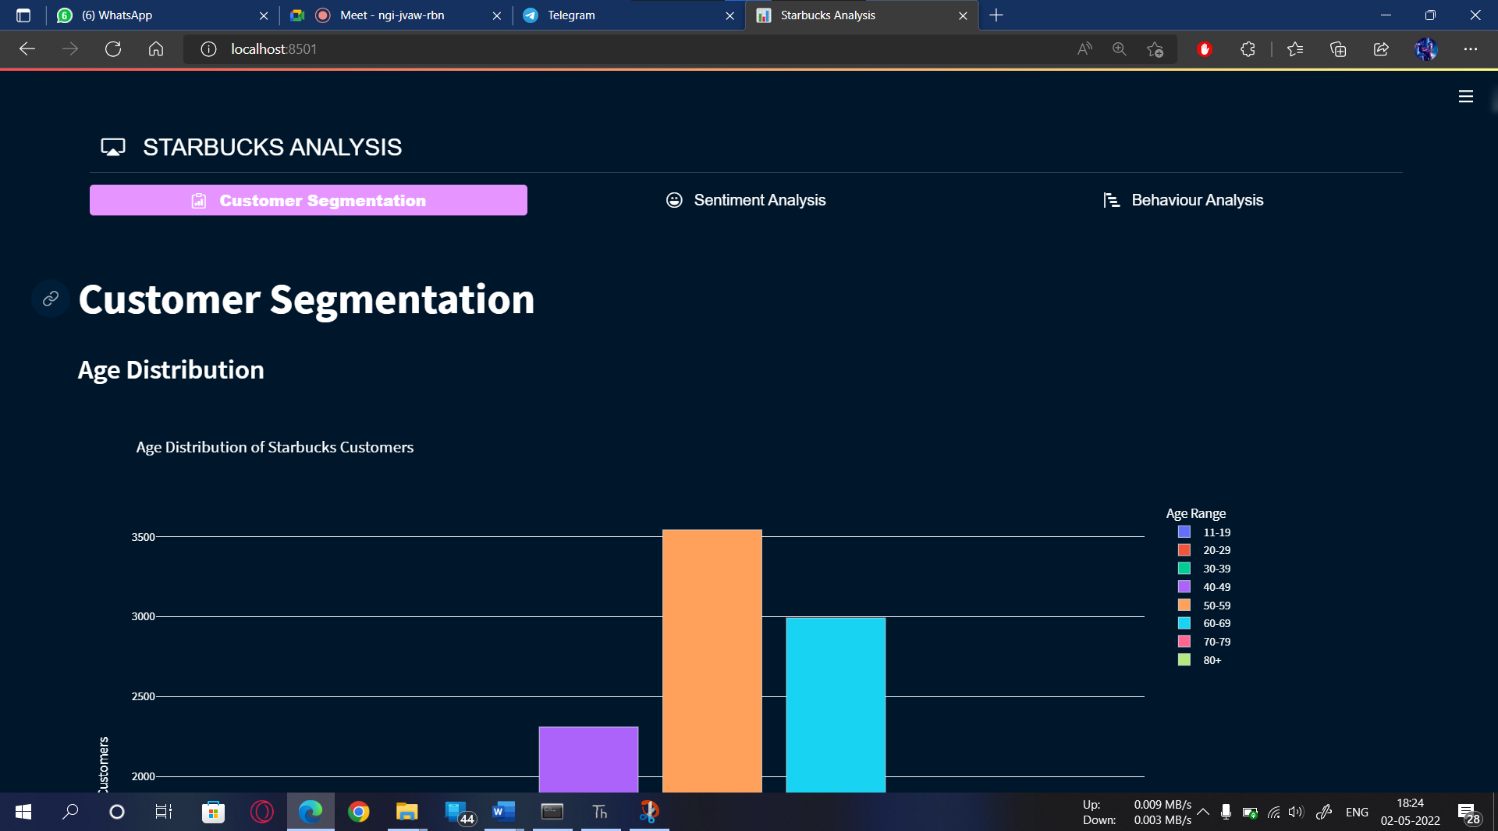 (6) WhatsApp
Meet - ngi-jvaw-rbn
Telegram
Starbucks Analysis
localhost:8501
STARBUCKS ANALYSIS
Customer Segmentation
Sentiment Analysis
Behaviour Analysis
Customer Segmentation
Age Distribution
Age Distribution of Starbucks Customers
3500
3000
2500
2000
Customers
Age Range
11-19
20-29
30-39
40-49
50-59
60-69
70-79
80+
44
Th
Up: 0.009 MB/s
Down: 0.003 MB/s
ENG
18:24
02-05-2022
28